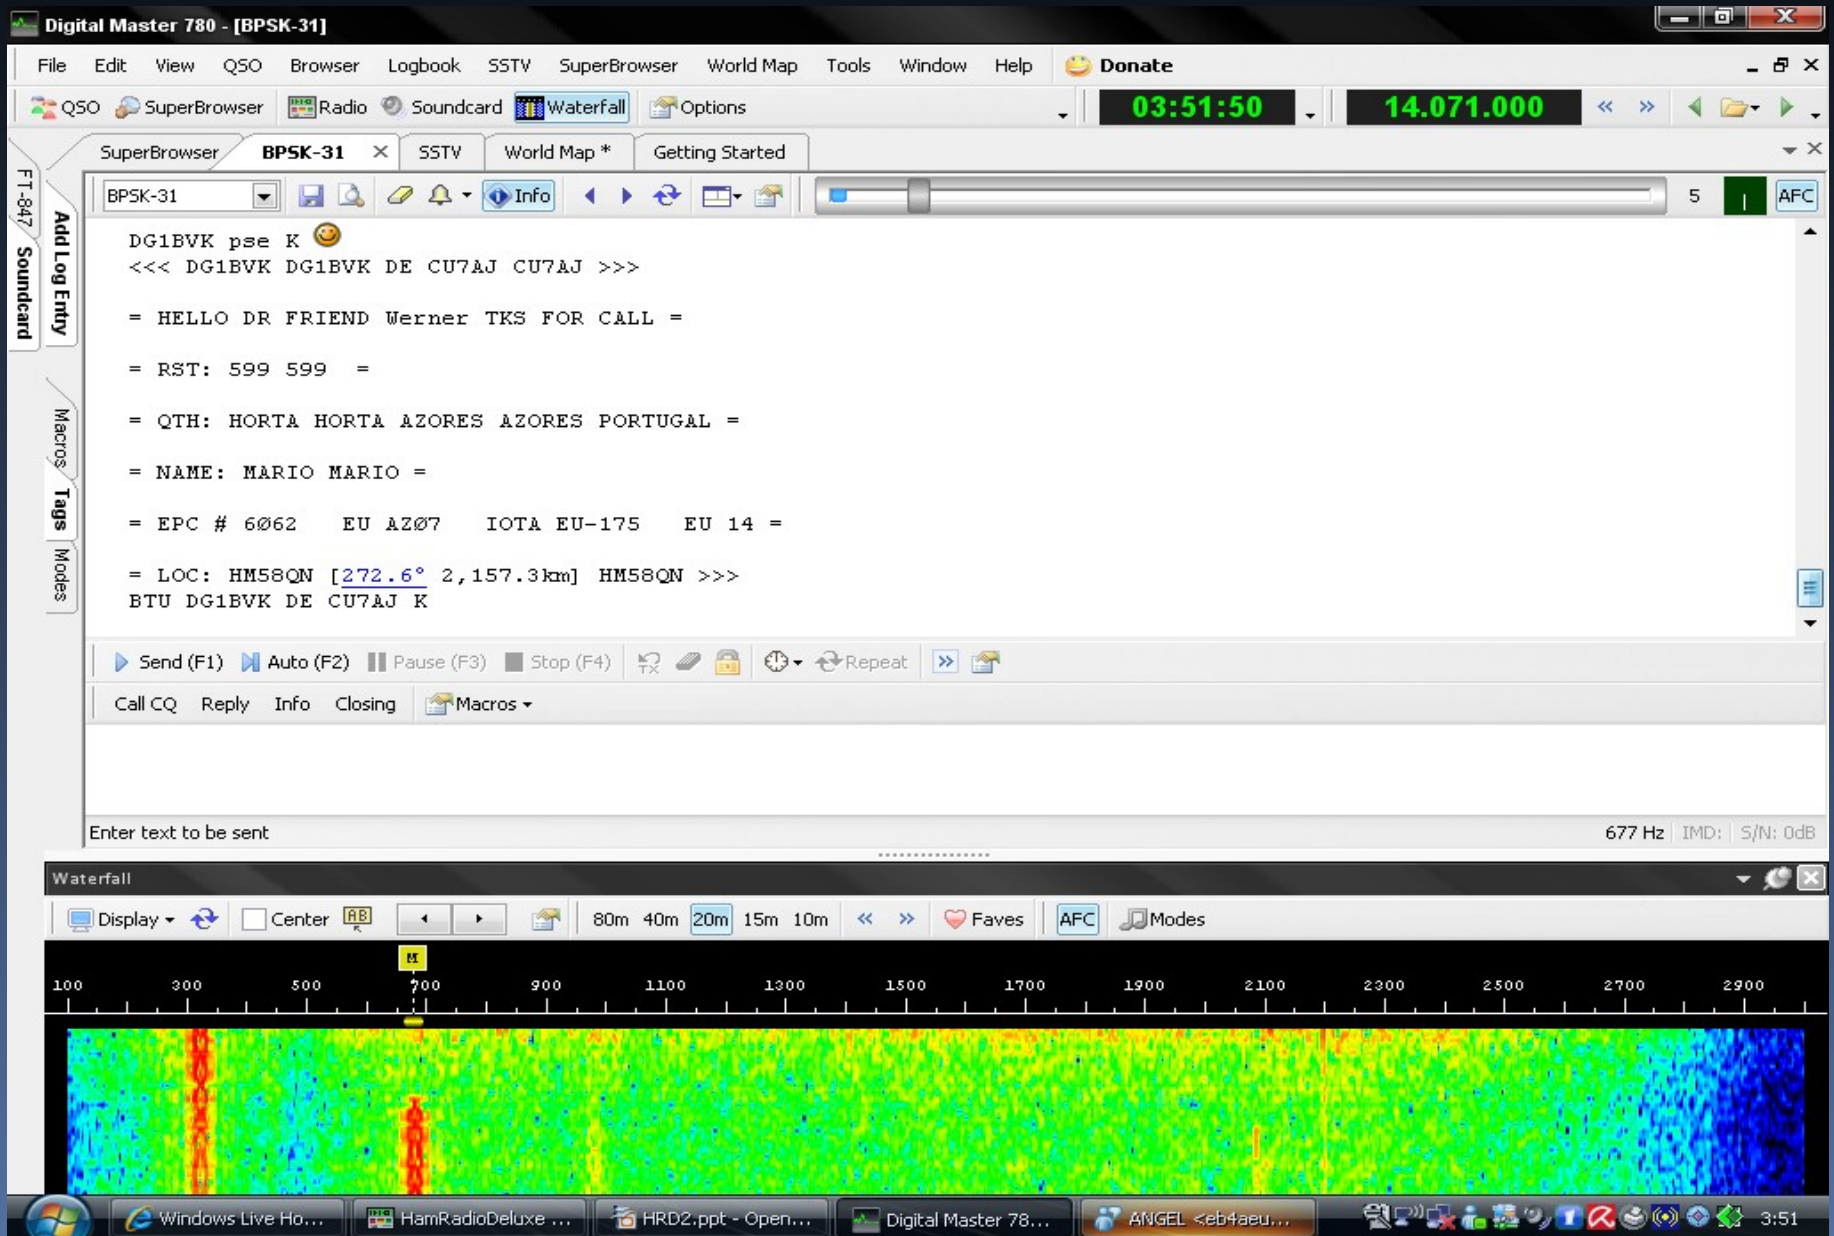 Digital Master 780 - [BPSK-31]
File Edit View QSO Browser Logbook SSTV SuperBrowser World Map Tools Window Help Donate
QSO SuperBrowser Radio Soundcard Waterfall Options 03:51:50 14.071.000
SuperBrowser BPSK-31 SSTV World Map * Getting Started
FT-847 Soundcard
Add Log Entry
Macros Tags Modes
BPSK-31 Info 5 AFC
DG1BVK pse K
<<< DG1BVK DG1BVK DE CU7AJ CU7AJ >>>
= HELLO DR FRIEND Werner TKS FOR CALL =
= RST: 599 599 =
= QTH: HORTA HORTA AZORES AZORES PORTUGAL =
= NAME: MARIO MARIO =
= EPC # 6Ø62 EU AZØ7 IOTA EU-175 EU 14 =
= LOC: HM58QN [272.6° 2,157.3km] HM58QN >>>
BTU DG1BVK DE CU7AJ K
Send (F1) Auto (F2) Pause (F3) Stop (F4) TX Repeat
Call CQ Reply Info Closing Macros
Enter text to be sent 677 Hz IMD: S/N: 0dB
Waterfall
Display Center AB 80m 40m 20m 15m 10m Faves AFC Modes
M
100 300 500 700 900 1100 1300 1500 1700 1900 2100 2300 2500 2700 2900
Windows Live Ho... HamRadioDeluxe ... HRD2.ppt - Open... Digital Master 78... ANGEL <eb4aeu... 3:51